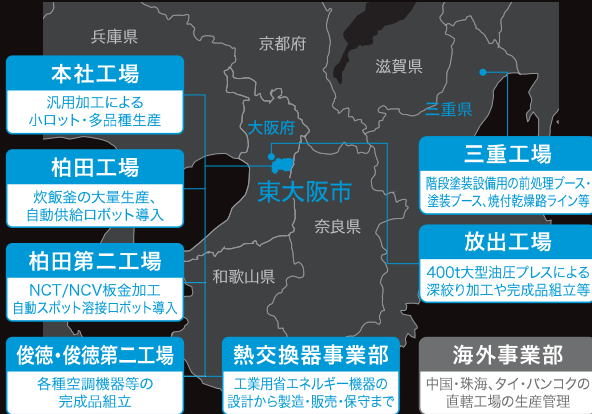 兵庫県
京都府
滋賀県
三重県
大阪府
東大阪市
奈良県
和歌山県
本社工場
汎用加工による
小ロット・多品種生産
柏田工場
炊飯釜の大量生産、
自動供給ロボット導入
柏田第二工場
NCT/NCV板金加工
自動スポット溶接ロボット導入
俊徳・俊徳第二工場
各種空調機器等の
完成品組立
熱交換器事業部
工業用省エネルギー機器の
設計から製造・販売・保守まで
三重工場
階段塗装設備用の前処理ブース・
塗装ブース、焼付乾燥路ライン等
放出工場
400t大型油圧プレスによる
深絞り加工や完成品組立等
海外事業部
中国・珠海、タイ・バンコクの
直轄工場の生産管理